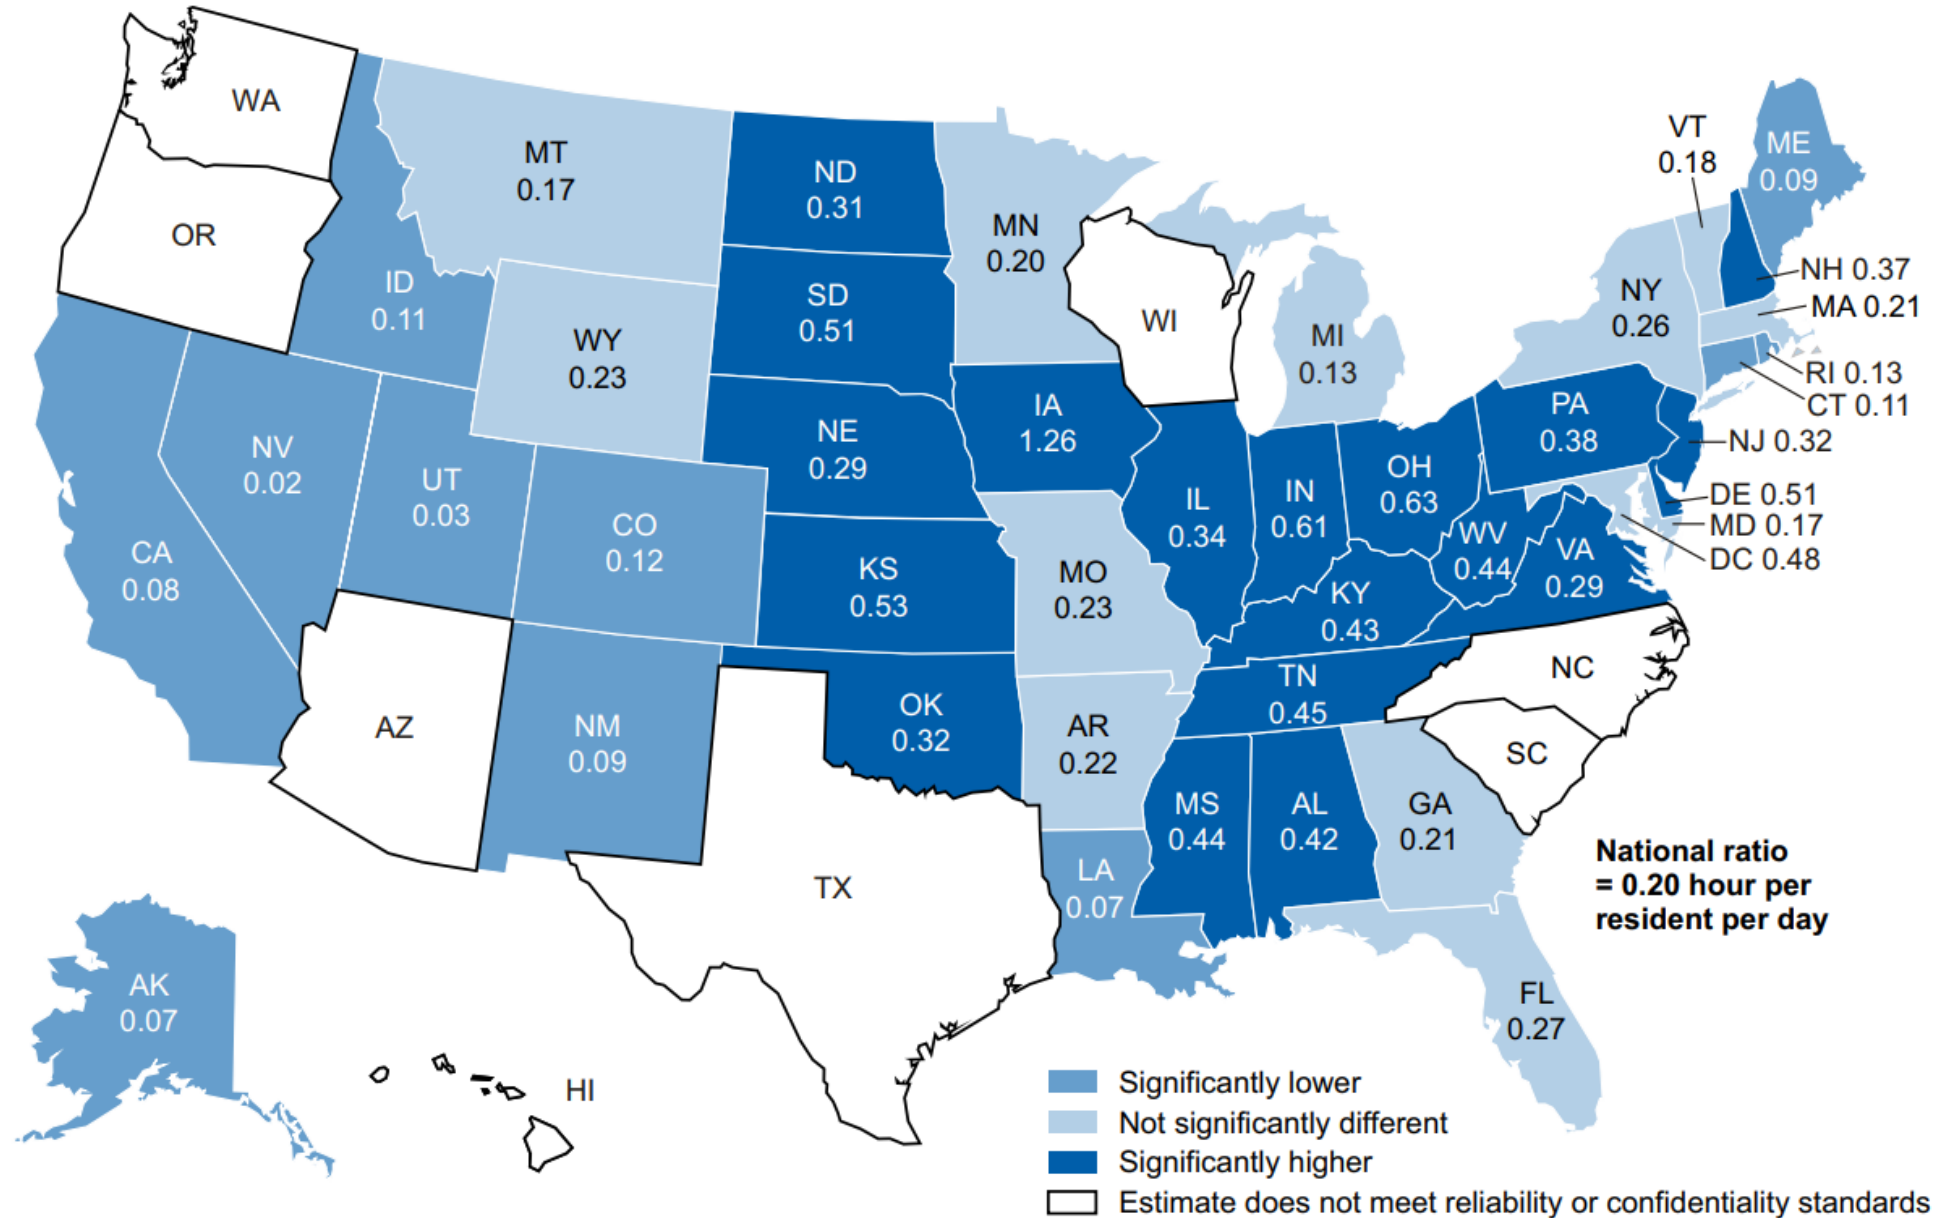 WA
OR
MT
0.17
ID
0.11
WY
0.23
ND
0.31
SD
0.51
NE
0.29
MN
0.20
WI
MI
0.13
IA
1.26
VT
0.18
ME
0.09
NY
0.26
NH 0.37
MA 0.21
RI 0.13
CT 0.11
PA
0.38
NJ 0.32
DE 0.51
MD 0.17
DC 0.48
NV
0.02
UT
0.03
CO
0.12
CA
0.08
KS
0.53
MO
0.23
IL
0.34
IN
0.61
OH
0.63
WV
0.44
VA
0.29
KY
0.43
TN
0.45
NC
SC
AZ
NM
0.09
OK
0.32
AR
0.22
TX
LA
0.07
MS
0.44
AL
0.42
GA
0.21
FL
0.27
AK
0.07
HI
National ratio
= 0.20 hour per
resident per day
Significantly lower
Not significantly different
Significantly higher
Estimate does not meet reliability or confidentiality standards